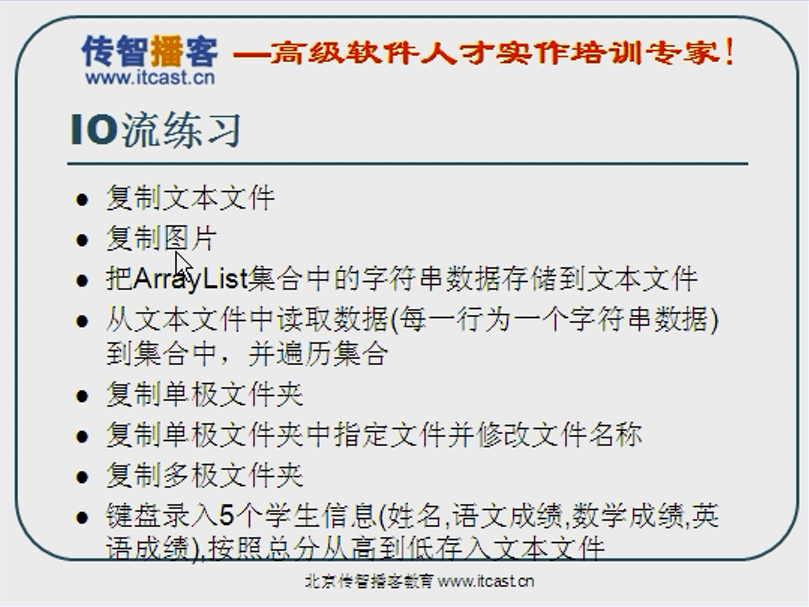 传智播客 —高级软件人才实作培训专家!
www.itcast.cn
IO流练习
● 复制文本文件
● 复制图片
● 把ArrayList集合中的字符串数据存储到文本文件
● 从文本文件中读取数据(每一行为一个字符串数据)
到集合中，并遍历集合
● 复制单极文件夹
● 复制单极文件夹中指定文件并修改文件名称
● 复制多极文件夹
● 键盘录入5个学生信息(姓名,语文成绩,数学成绩,英
语成绩),按照总分从高到低存入文本文件
北京传智播客教育 www.itcast.cn